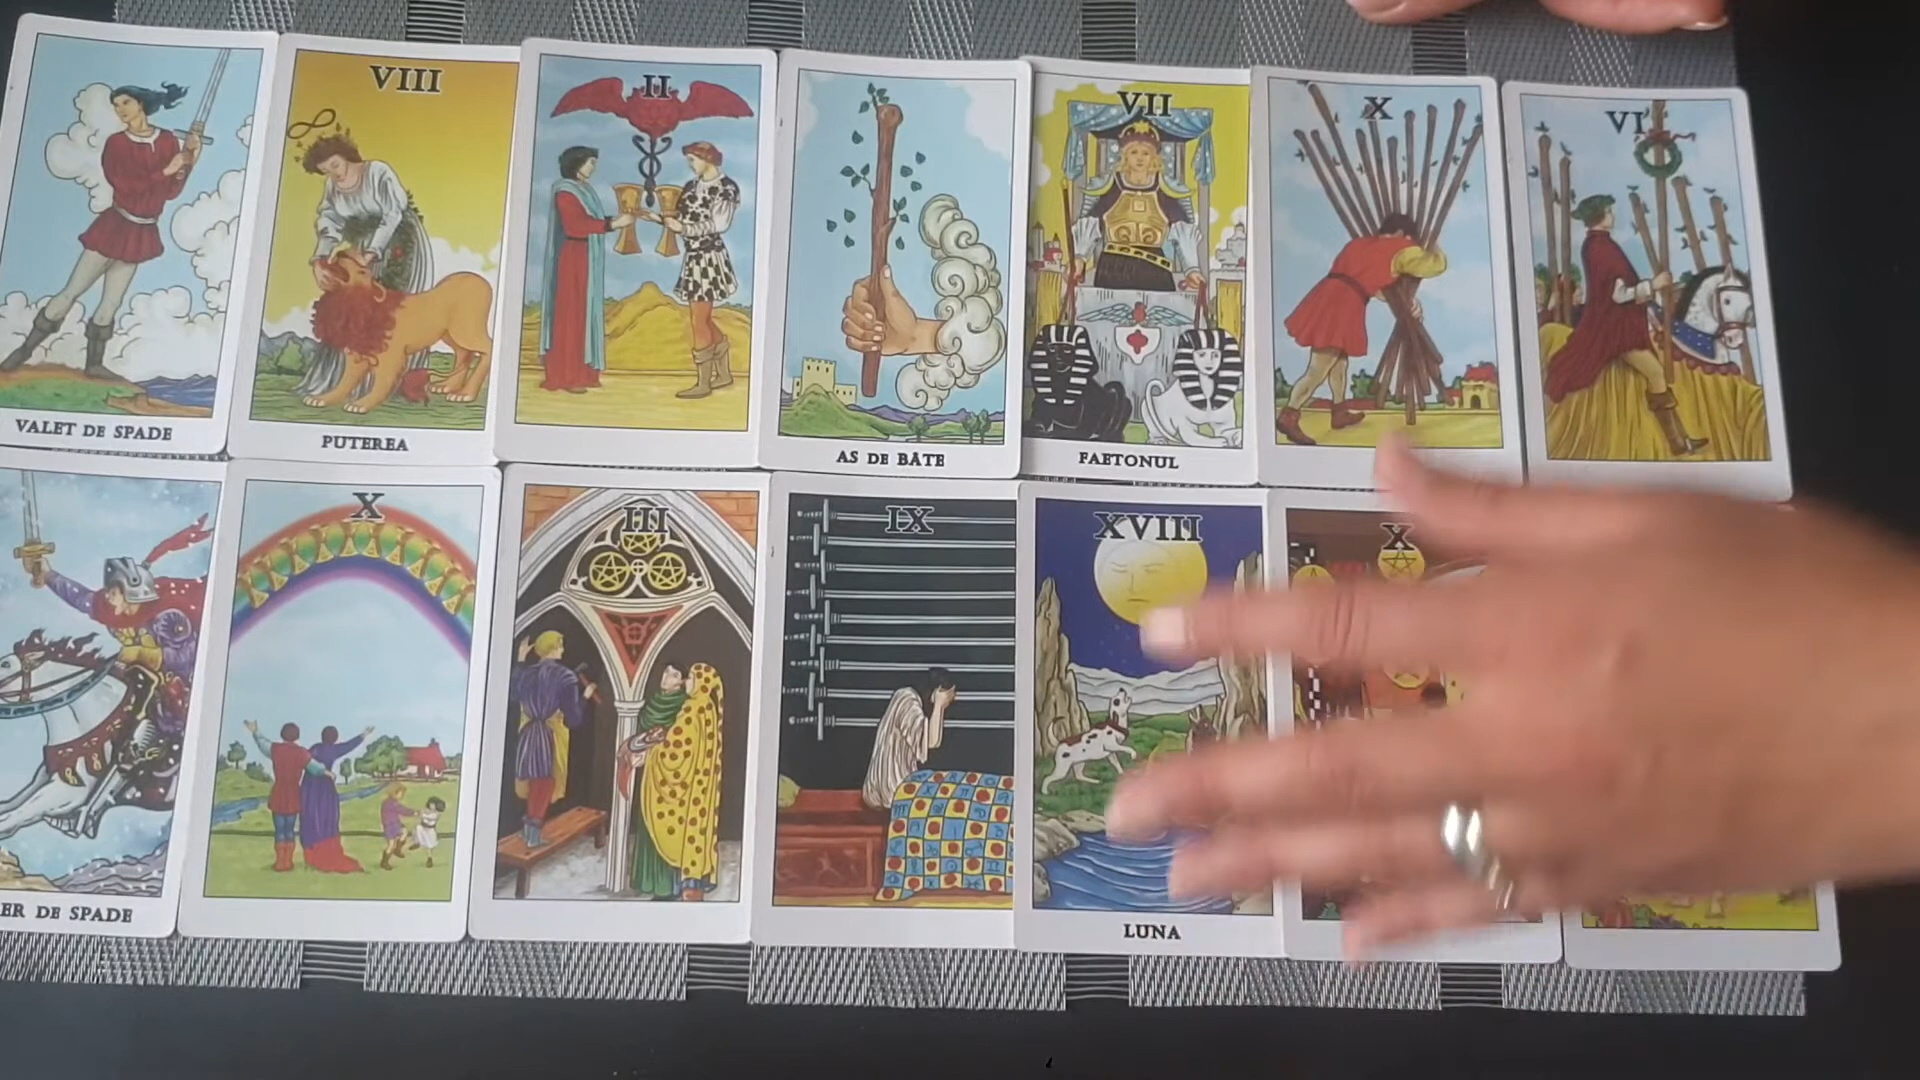 VIII
II
VII
X
VI
VALET DE SPADE
PUTEREA
AS DE BÂTE
FAETONUL
X
III
IX
XVIII
X
ER DE SPADE
LUNA